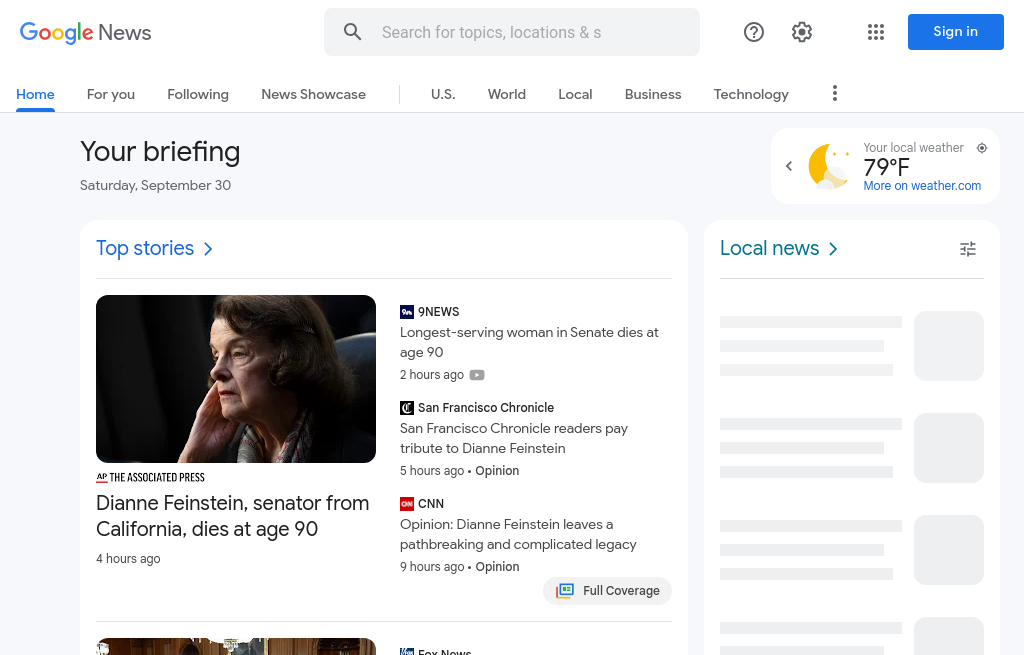 Google News
Search for topics, locations & s
Sign in
Home
For you
Following
News Showcase
U.S.
World
Local
Business
Technology
Your briefing
Saturday, September 30
Your local weather
79°F
More on weather.com
Top stories
Local news
AP THE ASSOCIATED PRESS
Dianne Feinstein, senator from
California, dies at age 90
4 hours ago
9NEWS
Longest-serving woman in Senate dies at
age 90
2 hours ago
San Francisco Chronicle
San Francisco Chronicle readers pay
tribute to Dianne Feinstein
5 hours ago • Opinion
CNN
Opinion: Dianne Feinstein leaves a
pathbreaking and complicated legacy
9 hours ago • Opinion
Full Coverage
Fox News